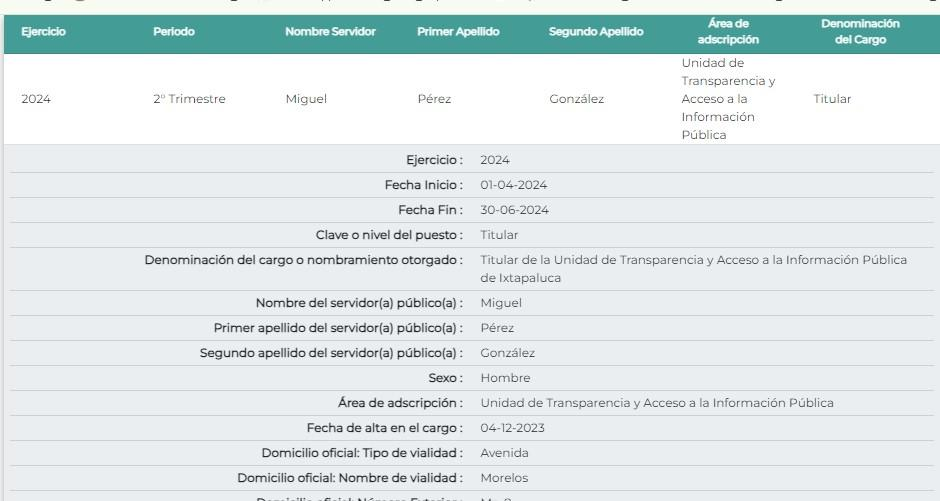 Ejercicio Periodo Nombre Servidor Primer Apellido Segundo Apellido Área de adscripción Denominación del Cargo
2024 2° Trimestre Miguel Pérez González Unidad de Transparencia y Acceso a la Información Pública Titular
Ejercicio : 2024
Fecha Inicio : 01-04-2024
Fecha Fin : 30-06-2024
Clave o nivel del puesto : Titular
Denominación del cargo o nombramiento otorgado : Titular de la Unidad de Transparencia y Acceso a la Información Pública
de Ixtapaluca
Nombre del servidor(a) público(a) : Miguel
Primer apellido del servidor(a) público(a) : Pérez
Segundo apellido del servidor(a) público(a) : González
Sexo : Hombre
Área de adscripción : Unidad de Transparencia y Acceso a la Información Pública
Fecha de alta en el cargo : 04-12-2023
Domicilio oficial: Tipo de vialidad : Avenida
Domicilio oficial: Nombre de vialidad : Morelos